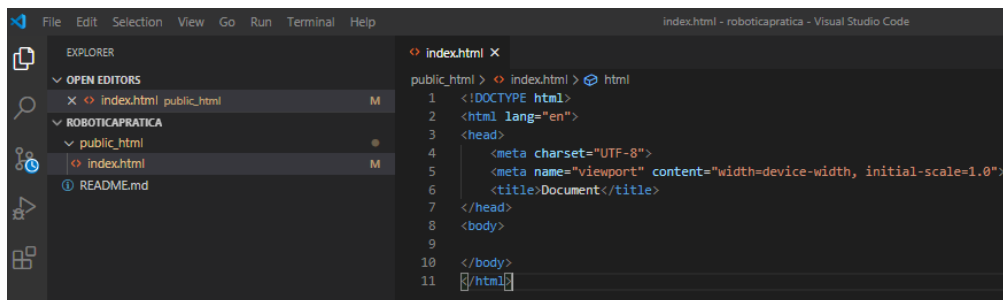 File Edit Selection View Go Run Terminal Help
index.html - roboticapratica - Visual Studio Code
EXPLORER
OPEN EDITORS
index.html public_html M
ROBOTICAPRATICA
public_html
index.html M
README.md
index.html
public_html > index.html > html
1 <!DOCTYPE html>
2 <html lang="en">
3 <head>
4 <meta charset="UTF-8">
5 <meta name="viewport" content="width=device-width, initial-scale=1.0">
6 <title>Document</title>
7 </head>
8 <body>
9
10 </body>
11 </html>